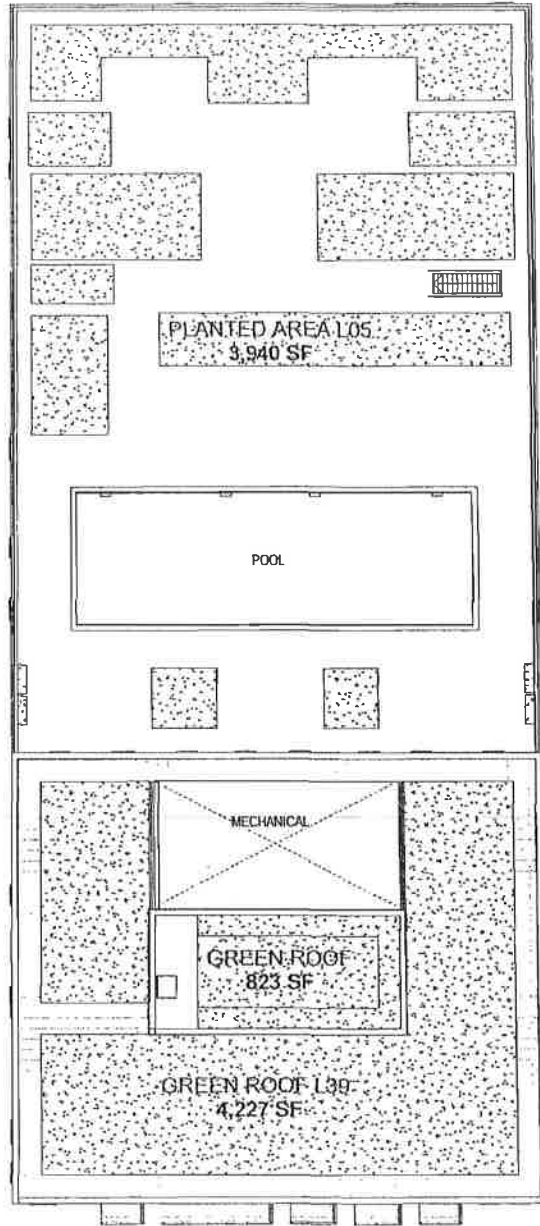 PLANTED AREA L05
3,940 SF
POOL
MECHANICAL
GREEN ROOF
823 SF
GREEN ROOF L39
4,227 SF